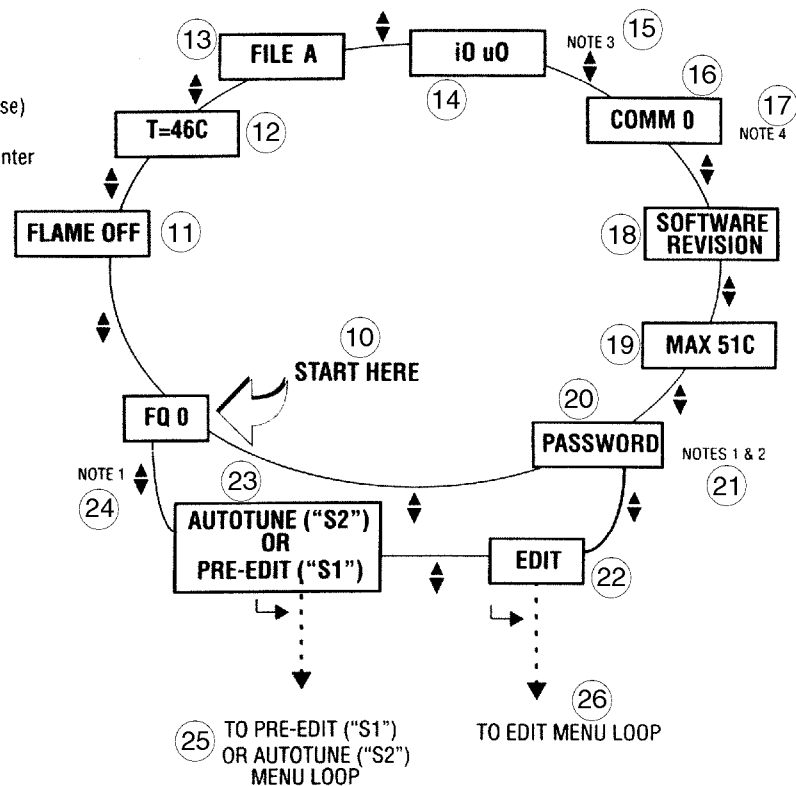 13
FILE A
i0 u0
14
NOTE 3
15
16
COMM 0
17
NOTE 4
se)
nter
T=46C
12
FLAME OFF
11
18
SOFTWARE
REVISION
19
MAX 51C
10
START HERE
FQ 0
20
PASSWORD
NOTES 1 & 2
21
NOTE 1
24
23
AUTOTUNE ("S2")
OR
PRE-EDIT ("S1")
EDIT
22
25
TO PRE-EDIT ("S1")
OR AUTOTUNE ("S2")
MENU LOOP
26
TO EDIT MENU LOOP